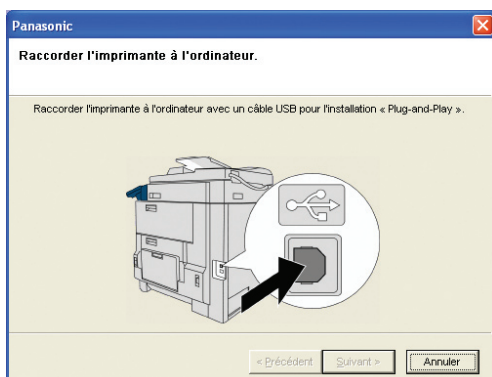 Panasonic
Raccorder l'imprimante à l'ordinateur.
Raccorder l'imprimante à l'ordinateur avec un câble USB pour l'installation « Plug-and-Play ».
< Précédent Suivant > Annuler